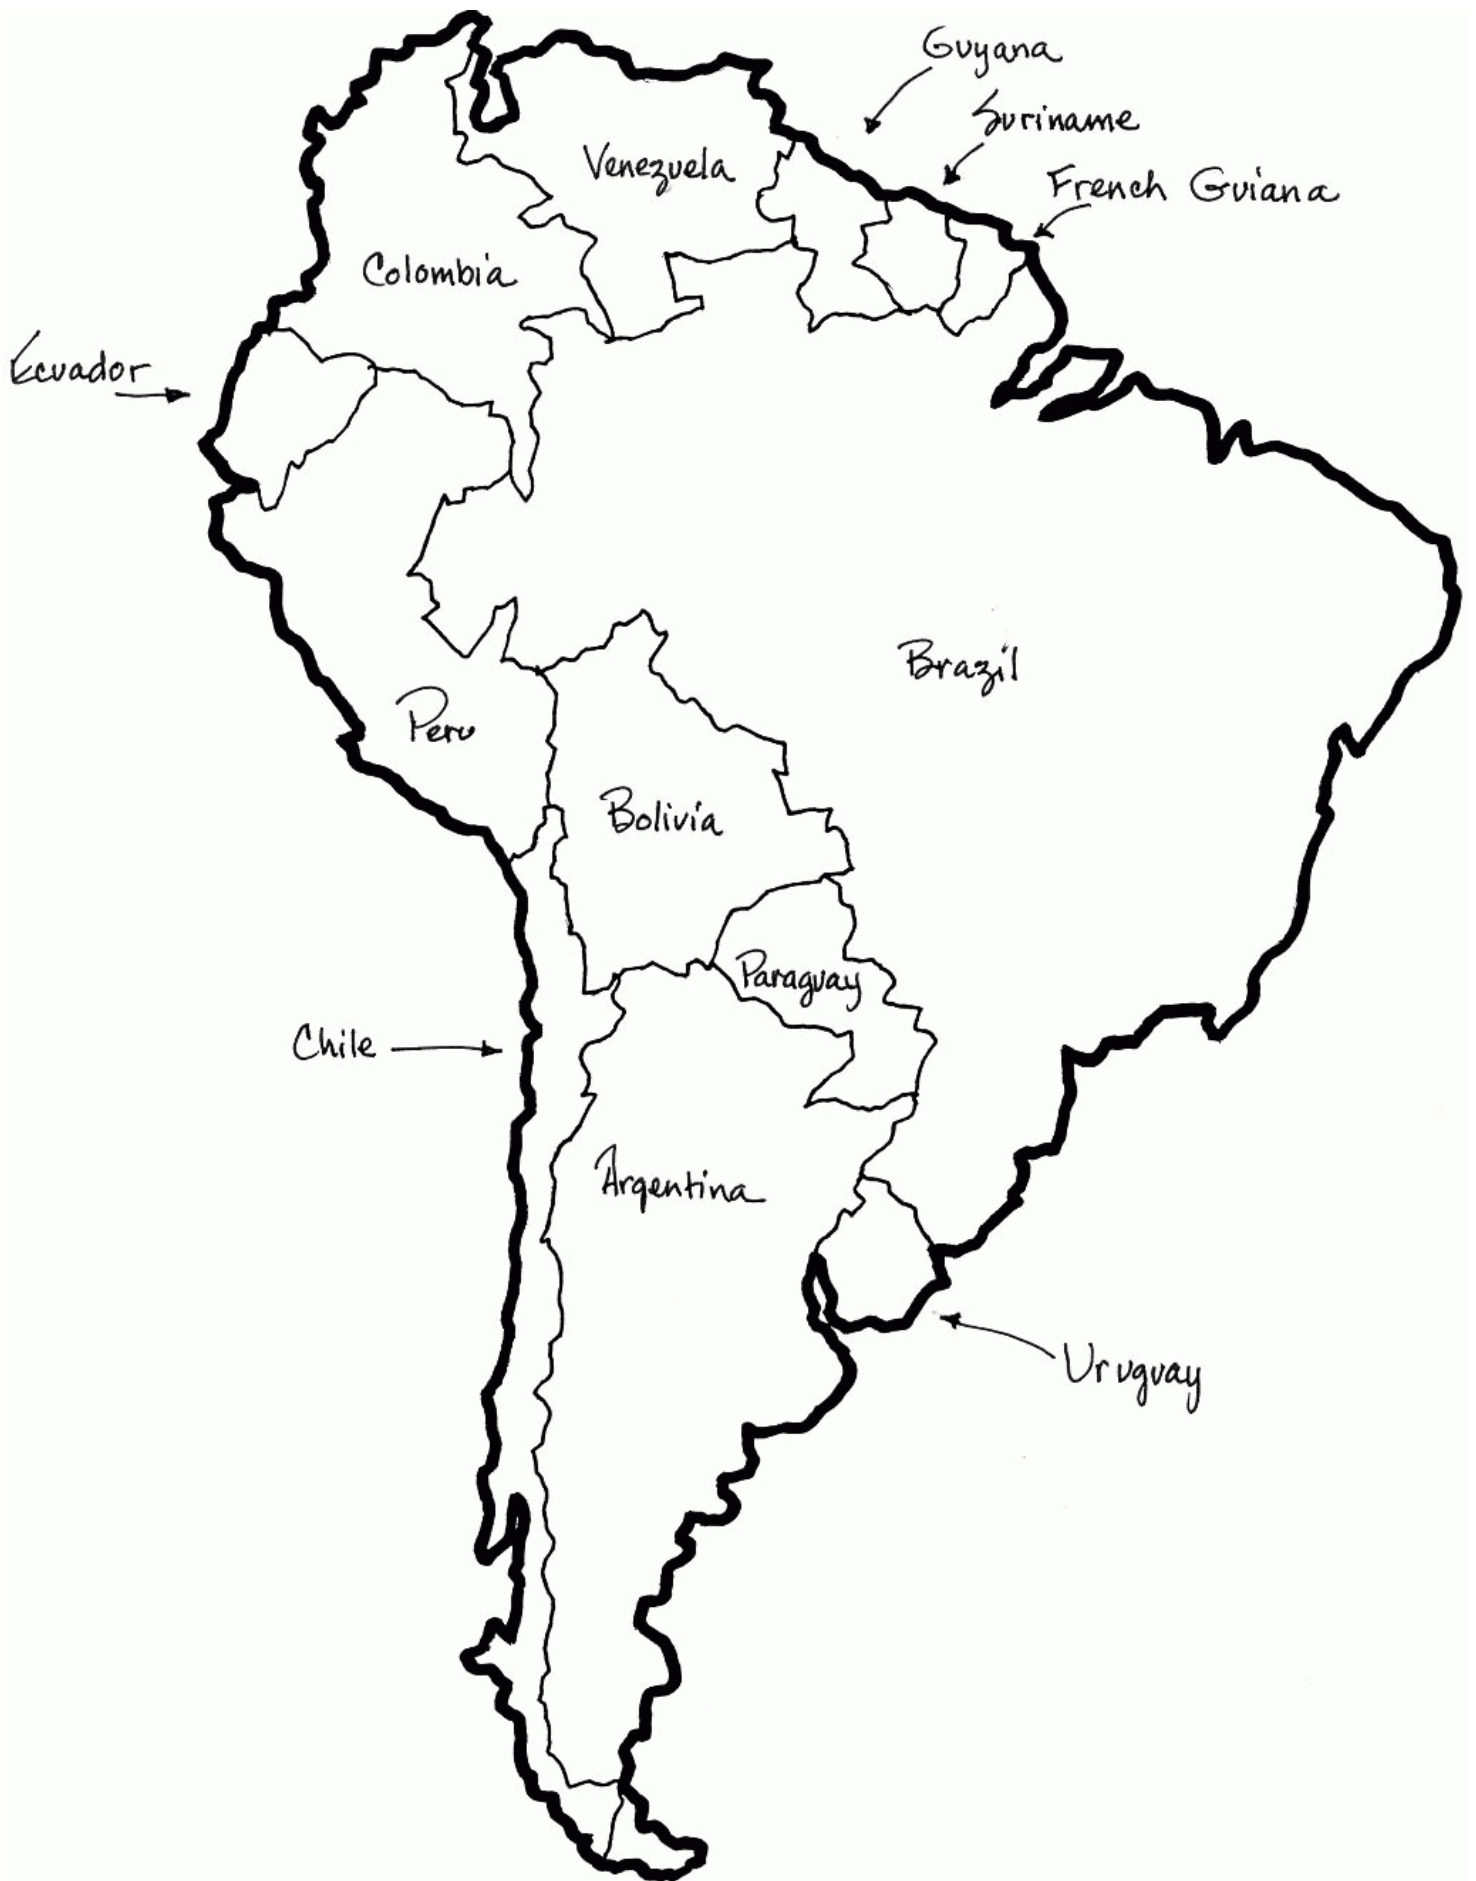 Guyana
Suriname
French Guiana
Venezuela
Colombia
Ecuador
Brazil
Peru
Bolivia
Paraguay
Chile
Argentina
Uruguay